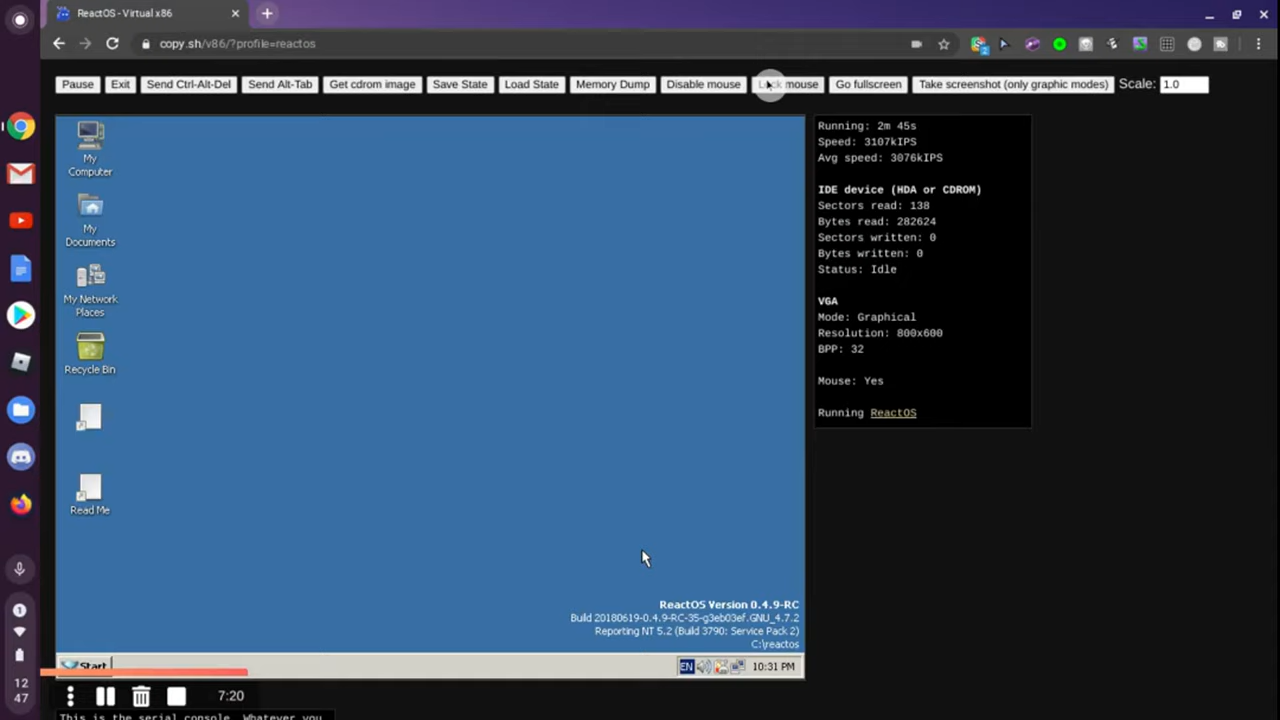 ReactOS - Virtual x86
copy.sh/v86/?profile=reactos
Pause Exit Send Ctrl-Alt-Del Send Alt-Tab Get cdrom image Save State Load State Memory Dump Disable mouse Lock mouse Go fullscreen Take screenshot (only graphic modes) Scale: 1.0
My
Computer
My
Documents
My Network
Places
Recycle Bin
Read Me
ReactOS Version 0.4.9-RC
Build 20180619-0.4.9-RC-35-g3eb03ef.GNU_4.7.2
Reporting NT 5.2 (Build 3790: Service Pack 2)
C:\reactos
Start EN 10:31 PM
Running: 2m 45s
Speed: 3107kIPS
Avg speed: 3076kIPS
IDE device (HDA or CDROM)
Sectors read: 138
Bytes read: 282624
Sectors written: 0
Bytes written: 0
Status: Idle
VGA
Mode: Graphical
Resolution: 800x600
BPP: 32
Mouse: Yes
Running ReactOS
1
12
47
2
7:20
This is the serial console. Whatever you